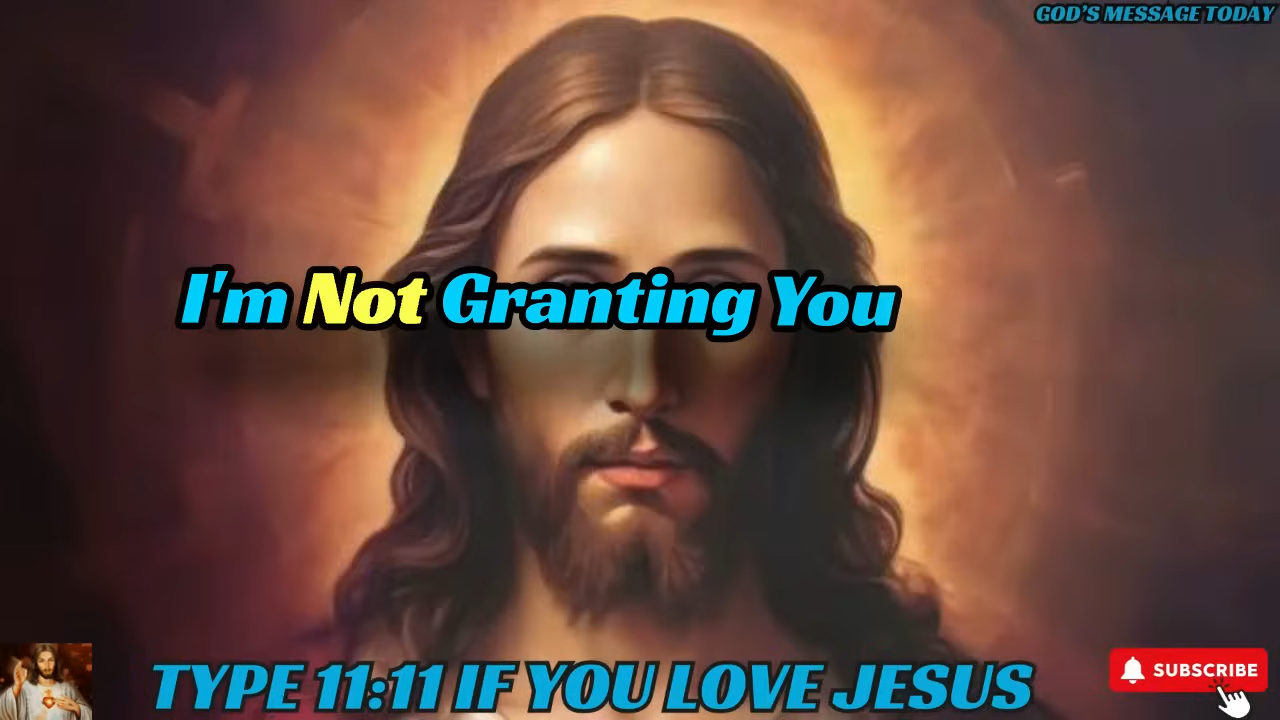 GOD'S MESSAGE TODAY
I'm Not Granting You
TYPE 11:11 IF YOU LOVE JESUS
SUBSCRIBE